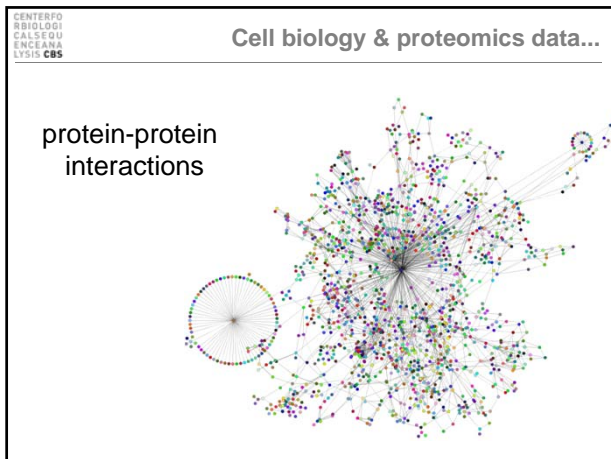 CENTERFO
RBIOLOGI
CALSEQU
ENCEANA
LYSIS CBS
Cell biology & proteomics data...
protein-protein
interactions